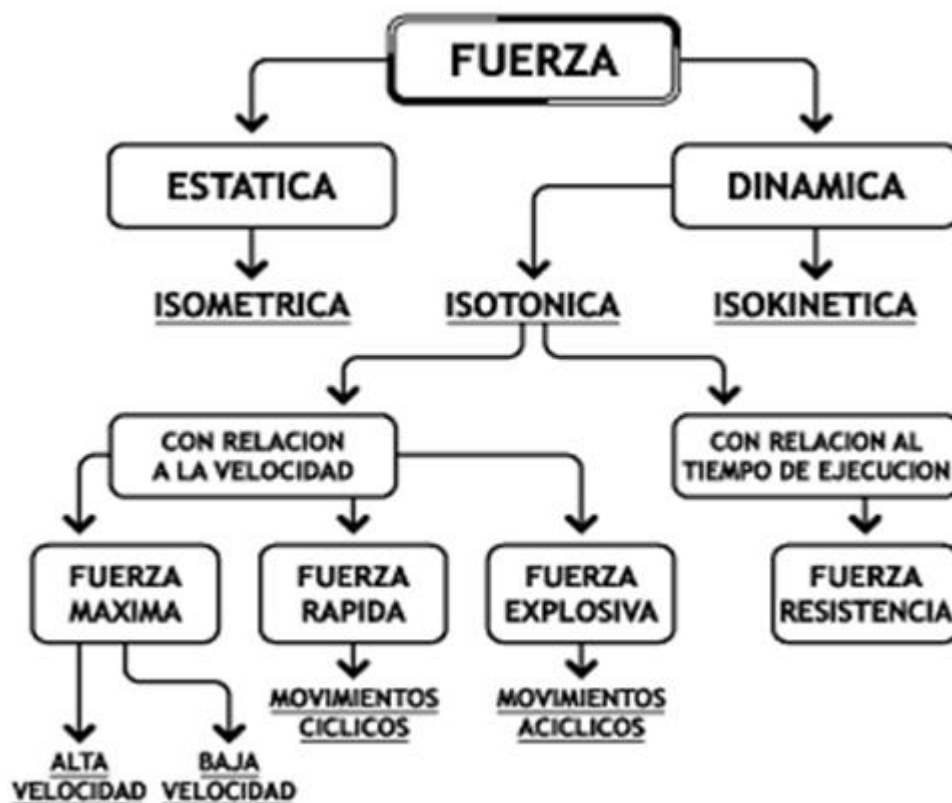 FUERZA
ESTATICA
DINAMICA
ISOMETRICA
ISOTONICA
ISOKINETICA
CON RELACION
A LA VELOCIDAD
CON RELACION AL
TIEMPO DE EJECUCION
FUERZA
MAXIMA
FUERZA
RAPIDA
FUERZA
EXPLOSIVA
FUERZA
RESISTENCIA
MOVIMIENTOS
CICLICOS
MOVIMIENTOS
ACICLICOS
ALTA
VELOCIDAD
BAJA
VELOCIDAD